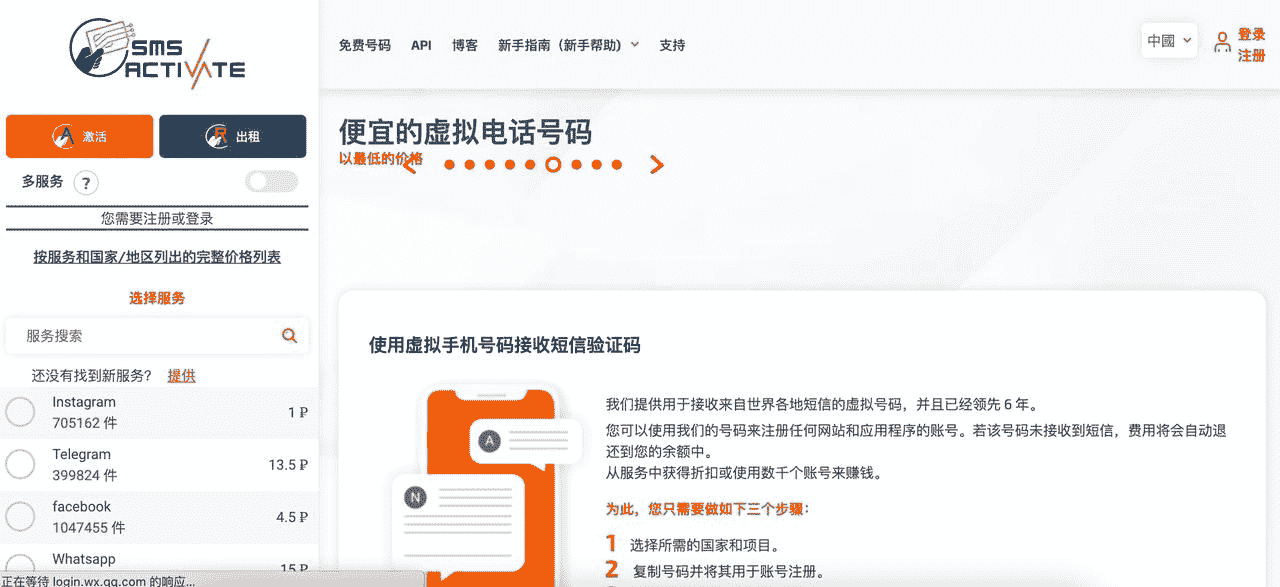 SMS
ACTIVATE
免费号码 API 博客 新手指南（新手帮助） 支持
中國
登录
注册
A 激活
R 出租
多服务 ?
您需要注册或登录
按服务和国家/地区列出的完整价格列表
选择服务
服务搜索
还没有找到新服务? 提供
Instagram
705162 件
1 ₽
Telegram
399824 件
13.5 ₽
facebook
1047455 件
4.5 ₽
Whatsapp
15 ₽
正在等待 login.wx.qq.com 的响应...
便宜的虚拟电话号码
以最低的价格
使用虚拟手机号码接收短信验证码
A
N
我们提供用于接收来自世界各地短信的虚拟号码，并且已经领先 6 年。
您可以使用我们的号码来注册任何网站和应用程序的账号。若该号码未接收到短信，费用将会自动退
还到您的余额中。
从服务中获得折扣或使用数千个账号来赚钱。
为此，您只需要做如下三个步骤：
1 选择所需的国家和项目。
2 复制号码并将其用于账号注册。